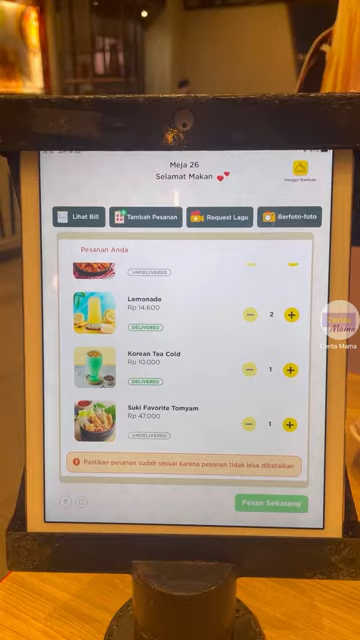 Meja 26
Selamat Makan
Panggil Bantuan
Lihat Bill
Tambah Pesanan
Request Lagu
Berfoto-foto
Pesanan Anda
UNDELIVERED
Lemonade
Rp 14.600
2
DELIVERED
Korean Tea Cold
Rp 10.000
1
DELIVERED
Suki Favorite Tomyam
Rp 47.000
1
UNDELIVERED
Pastikan pesanan sudah sesuai karena pesanan tidak bisa dibatalkan
Pesan Sekarang
Cerita
Mama
Cerita Mama